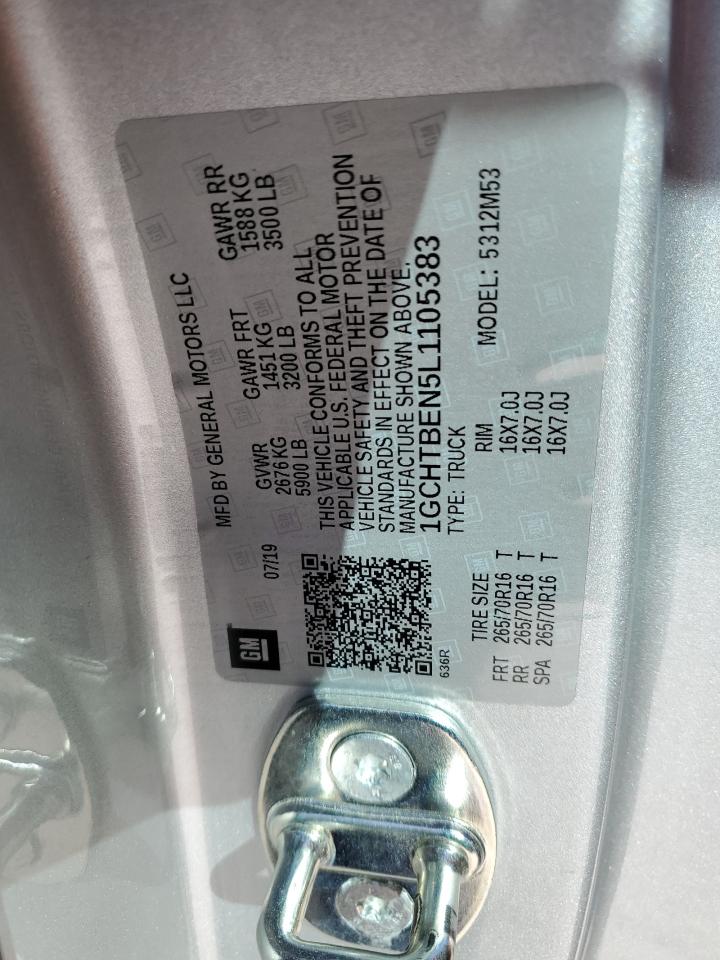 GM
07/19
MFD BY GENERAL MOTORS LLC
GVWR GAWR FRT GAWR RR
2676 KG 1451 KG 1588 KG
5900 LB 3200 LB 3500 LB
THIS VEHICLE CONFORMS TO ALL
APPLICABLE U.S. FEDERAL MOTOR
VEHICLE SAFETY AND THEFT PREVENTION
STANDARDS IN EFFECT ON THE DATE OF
MANUFACTURE SHOWN ABOVE.
1GCHTBEN5L1105383
636R
TYPE: TRUCK MODEL: 5312M53
TIRE SIZE RIM
FRT 265/70R16 T 16X7.0J
RR 265/70R16 T 16X7.0J
SPA 265/70R16 T 16X7.0J